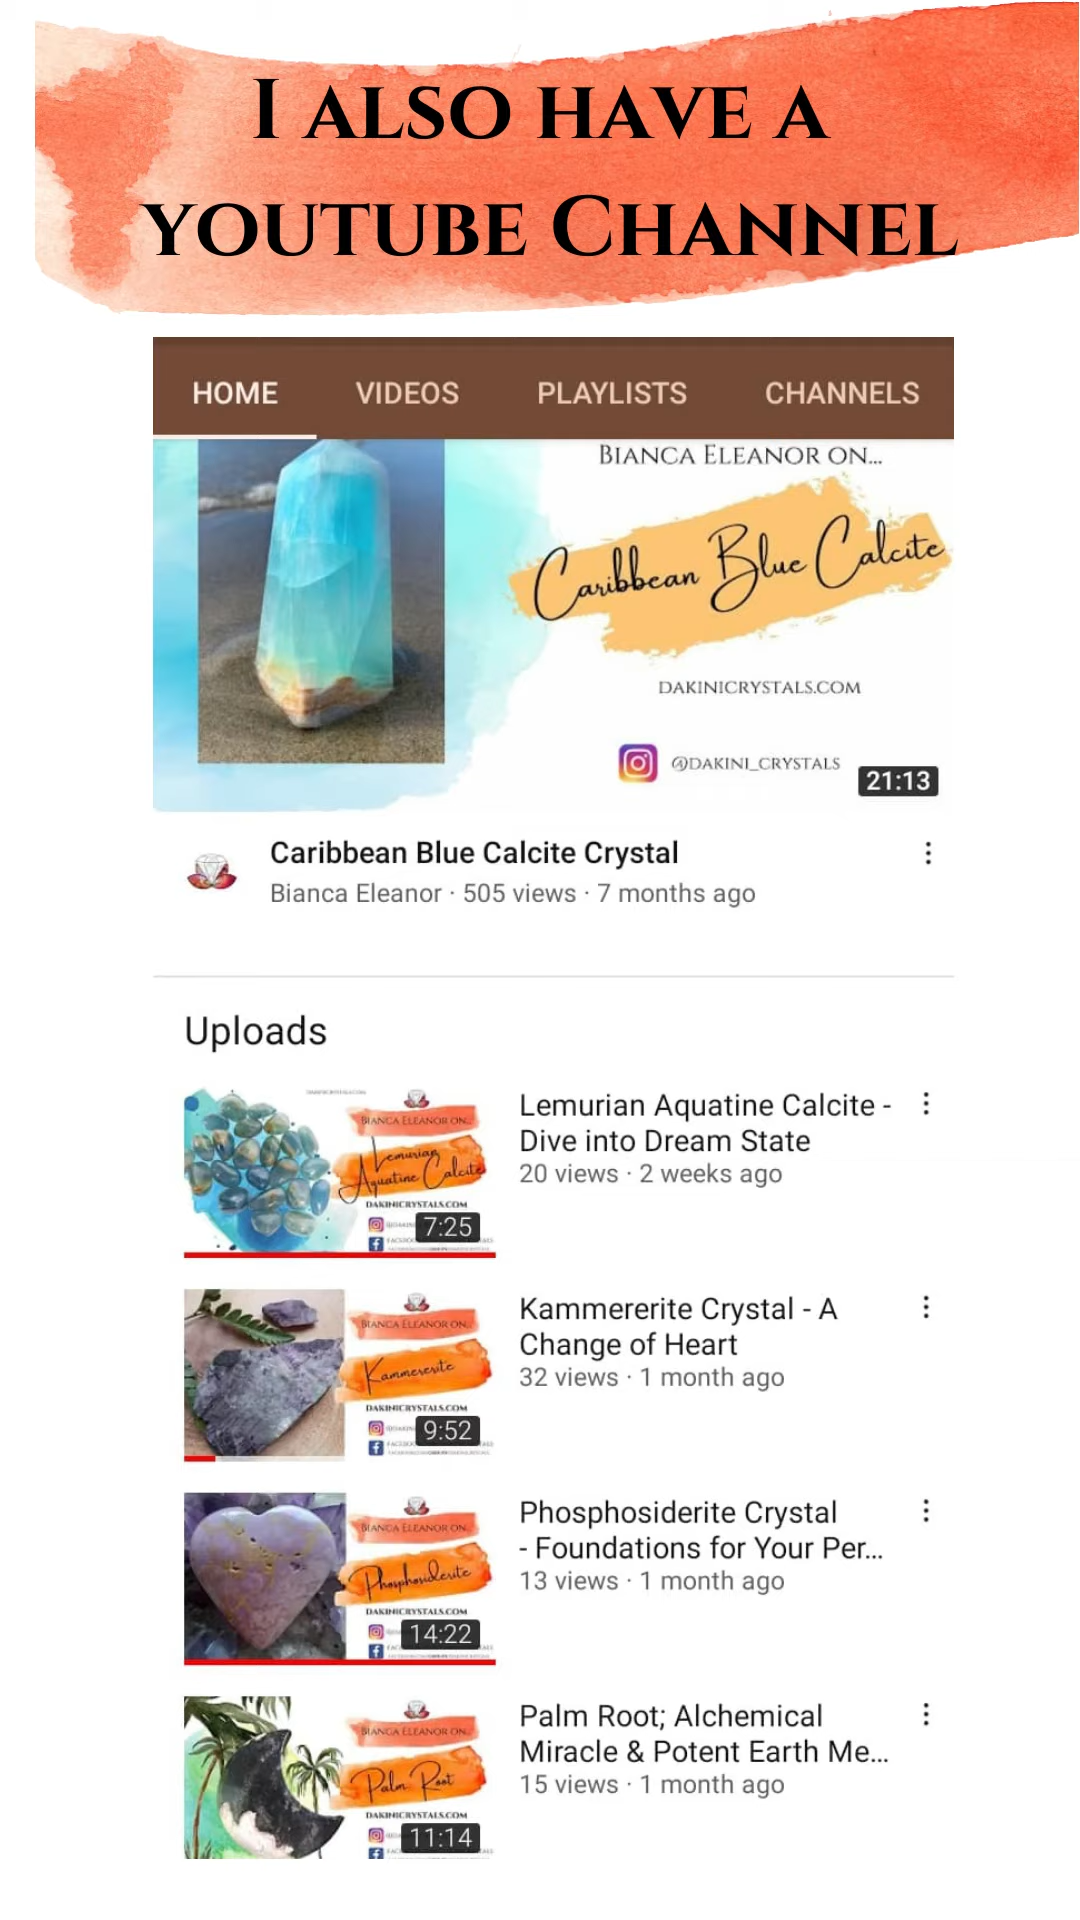 I ALSO HAVE A
YOUTUBE CHANNEL
HOME VIDEOS PLAYLISTS CHANNELS
BIANCA ELEANOR ON...
Caribbean Blue Calcite
DAKINICRYSTALS.COM
@DAKINI_CRYSTALS
21:13
Caribbean Blue Calcite Crystal
Bianca Eleanor · 505 views · 7 months ago
Uploads
BIANCA ELEANOR ON...
Lemurian
Aquatine Calcite
DAKINICRYSTALS.COM
7:25
Lemurian Aquatine Calcite -
Dive into Dream State
20 views · 2 weeks ago
BIANCA ELEANOR ON...
Kammererite
DAKINICRYSTALS.COM
9:52
Kammererite Crystal - A
Change of Heart
32 views · 1 month ago
BIANCA ELEANOR ON...
Phosphosiderite
DAKINICRYSTALS.COM
14:22
Phosphosiderite Crystal
- Foundations for Your Per...
13 views · 1 month ago
BIANCA ELEANOR ON...
Palm Root
DAKINICRYSTALS.COM
11:14
Palm Root; Alchemical
Miracle & Potent Earth Me...
15 views · 1 month ago